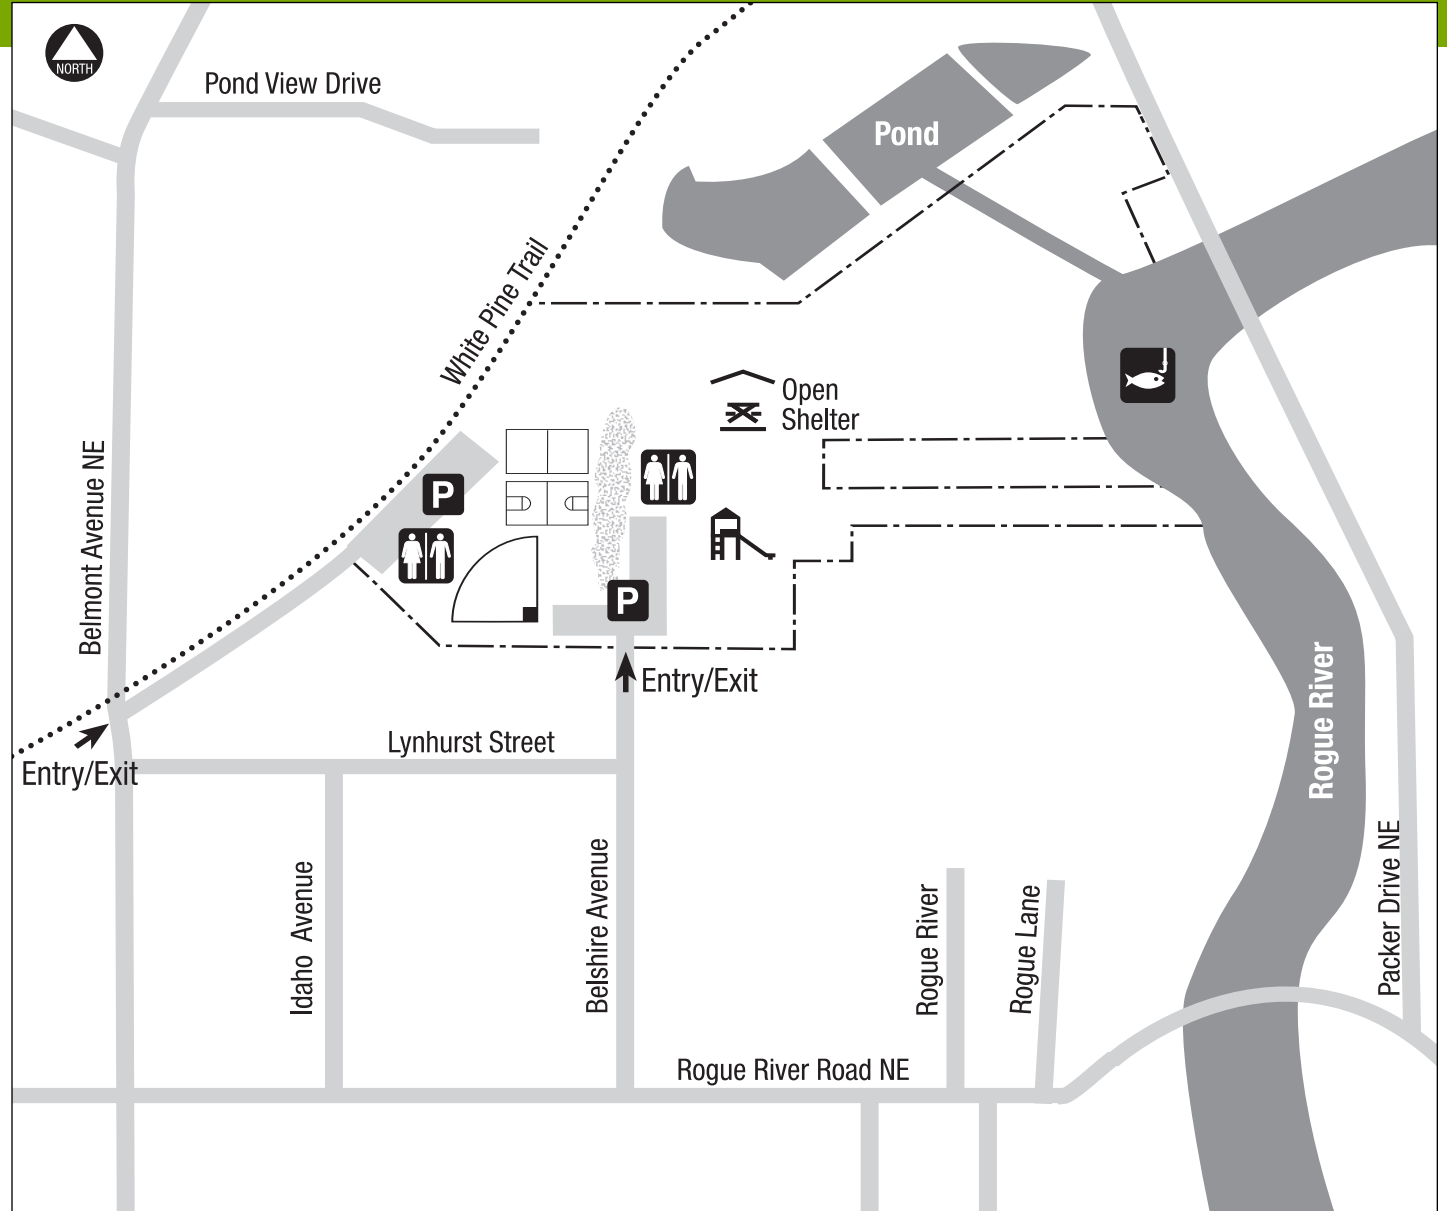 NORTH
Pond View Drive
Pond
White Pine Trail
Open
Shelter
Belmont Avenue NE
P
P
Entry/Exit
Rogue River
Lynhurst Street
Entry/Exit
Idaho Avenue
Belshire Avenue
Rogue River
Rogue Lane
Packer Drive NE
Rogue River Road NE